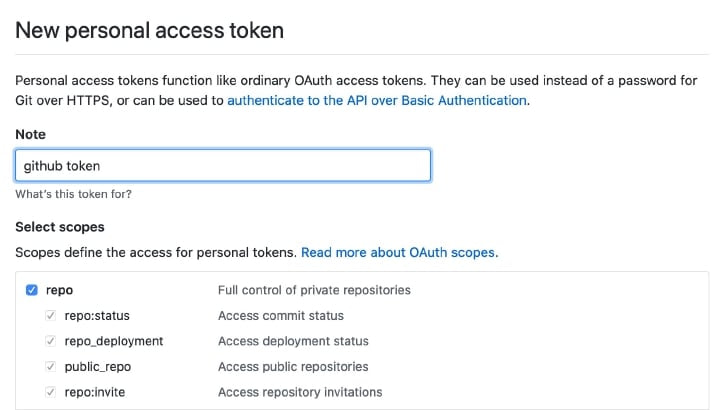 New personal access token
Personal access tokens function like ordinary OAuth access tokens. They can be used instead of a password for
Git over HTTPS, or can be used to authenticate to the API over Basic Authentication.
Note
github token
What's this token for?
Select scopes
Scopes define the access for personal tokens. Read more about OAuth scopes.
repo Full control of private repositories
repo:status Access commit status
repo_deployment Access deployment status
public_repo Access public repositories
repo:invite Access repository invitations